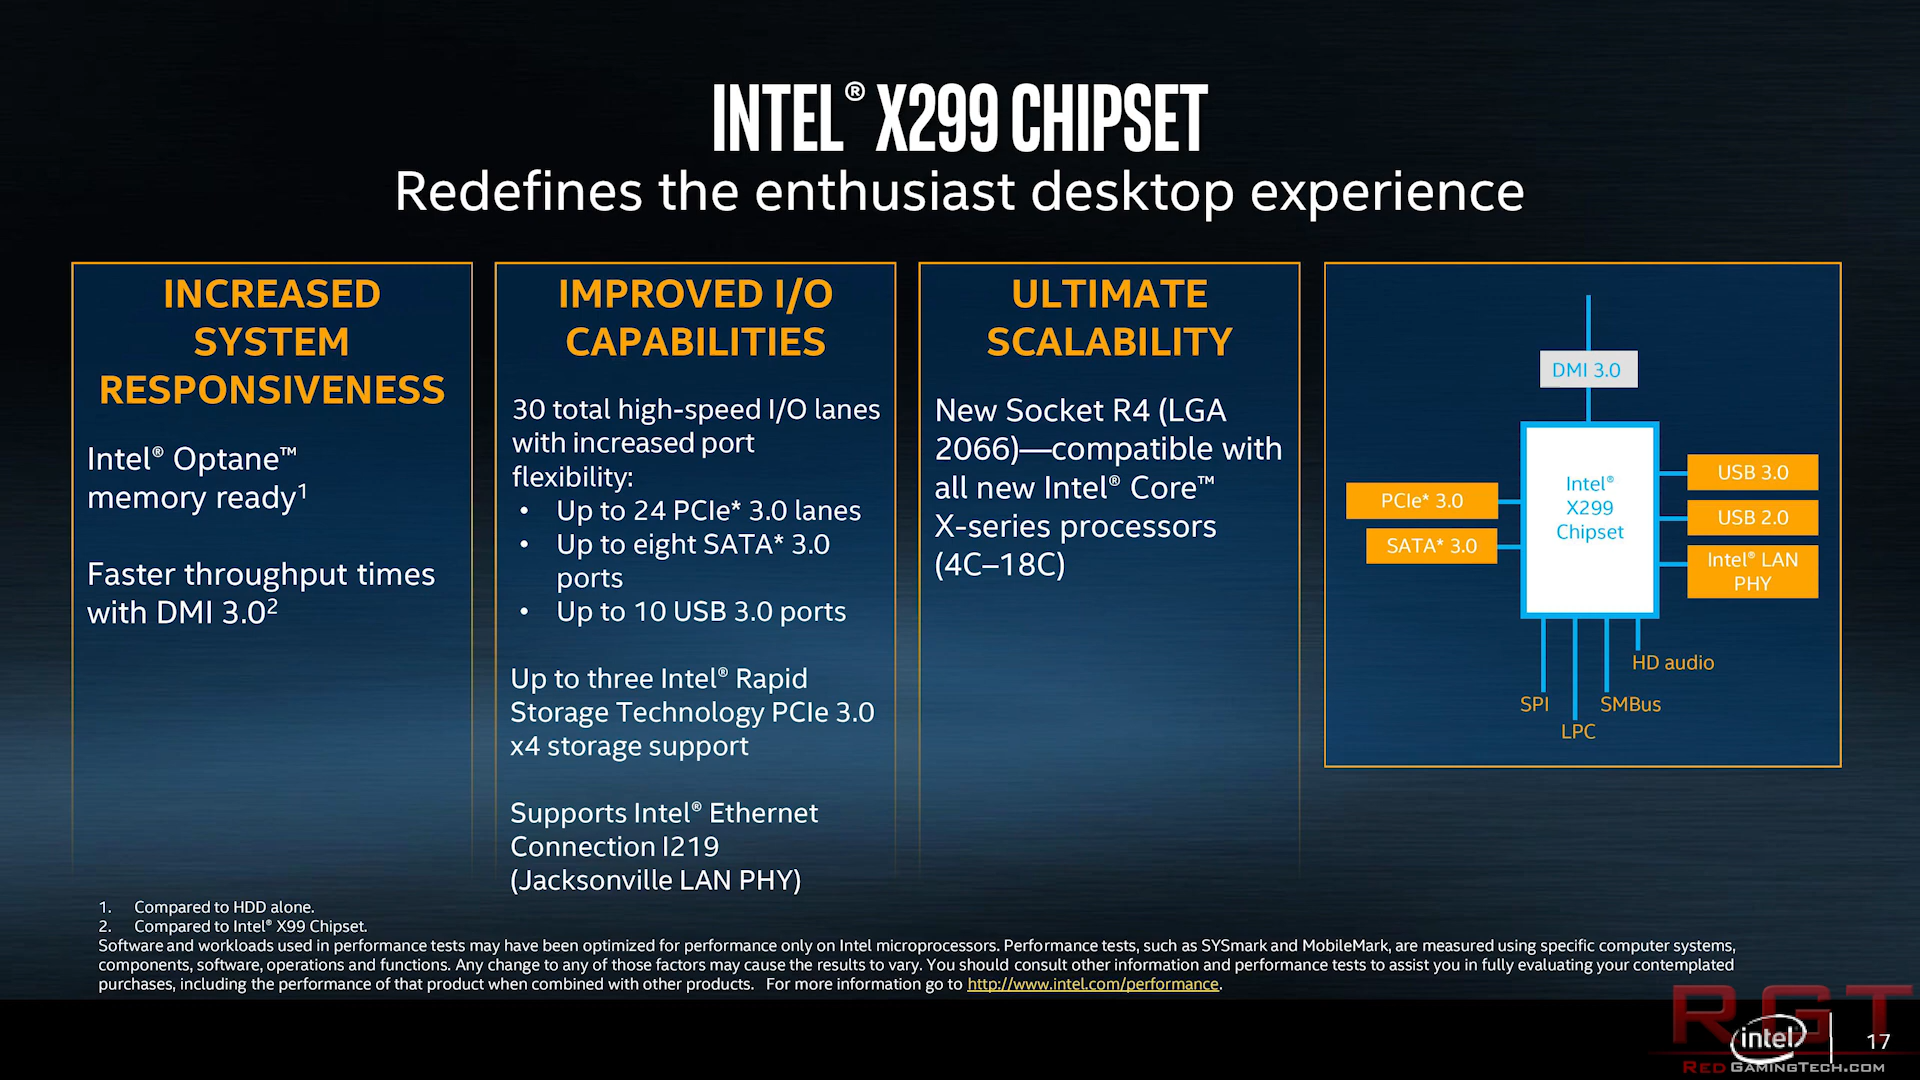 INTEL® X299 CHIPSET
Redefines the enthusiast desktop experience
INCREASED
SYSTEM
RESPONSIVENESS
Intel® Optane™
memory ready¹
Faster throughput times
with DMI 3.0²
IMPROVED I/O
CAPABILITIES
30 total high-speed I/O lanes
with increased port
flexibility:
• Up to 24 PCIe* 3.0 lanes
• Up to eight SATA* 3.0
ports
• Up to 10 USB 3.0 ports
Up to three Intel® Rapid
Storage Technology PCIe 3.0
x4 storage support
Supports Intel® Ethernet
Connection I219
(Jacksonville LAN PHY)
ULTIMATE
SCALABILITY
New Socket R4 (LGA
2066)—compatible with
all new Intel® Core™
X-series processors
(4C–18C)
DMI 3.0
Intel®
X299
Chipset
PCIe* 3.0
SATA* 3.0
USB 3.0
USB 2.0
Intel® LAN
PHY
HD audio
SPI
SMBus
LPC
1. Compared to HDD alone.
2. Compared to Intel® X99 Chipset.
Software and workloads used in performance tests may have been optimized for performance only on Intel microprocessors. Performance tests, such as SYSmark and MobileMark, are measured using specific computer systems,
components, software, operations and functions. Any change to any of those factors may cause the results to vary. You should consult other information and performance tests to assist you in fully evaluating your contemplated
purchases, including the performance of that product when combined with other products. For more information go to http://www.intel.com/performance.
RGT
intel
17
REDGAMINGTECH.COM